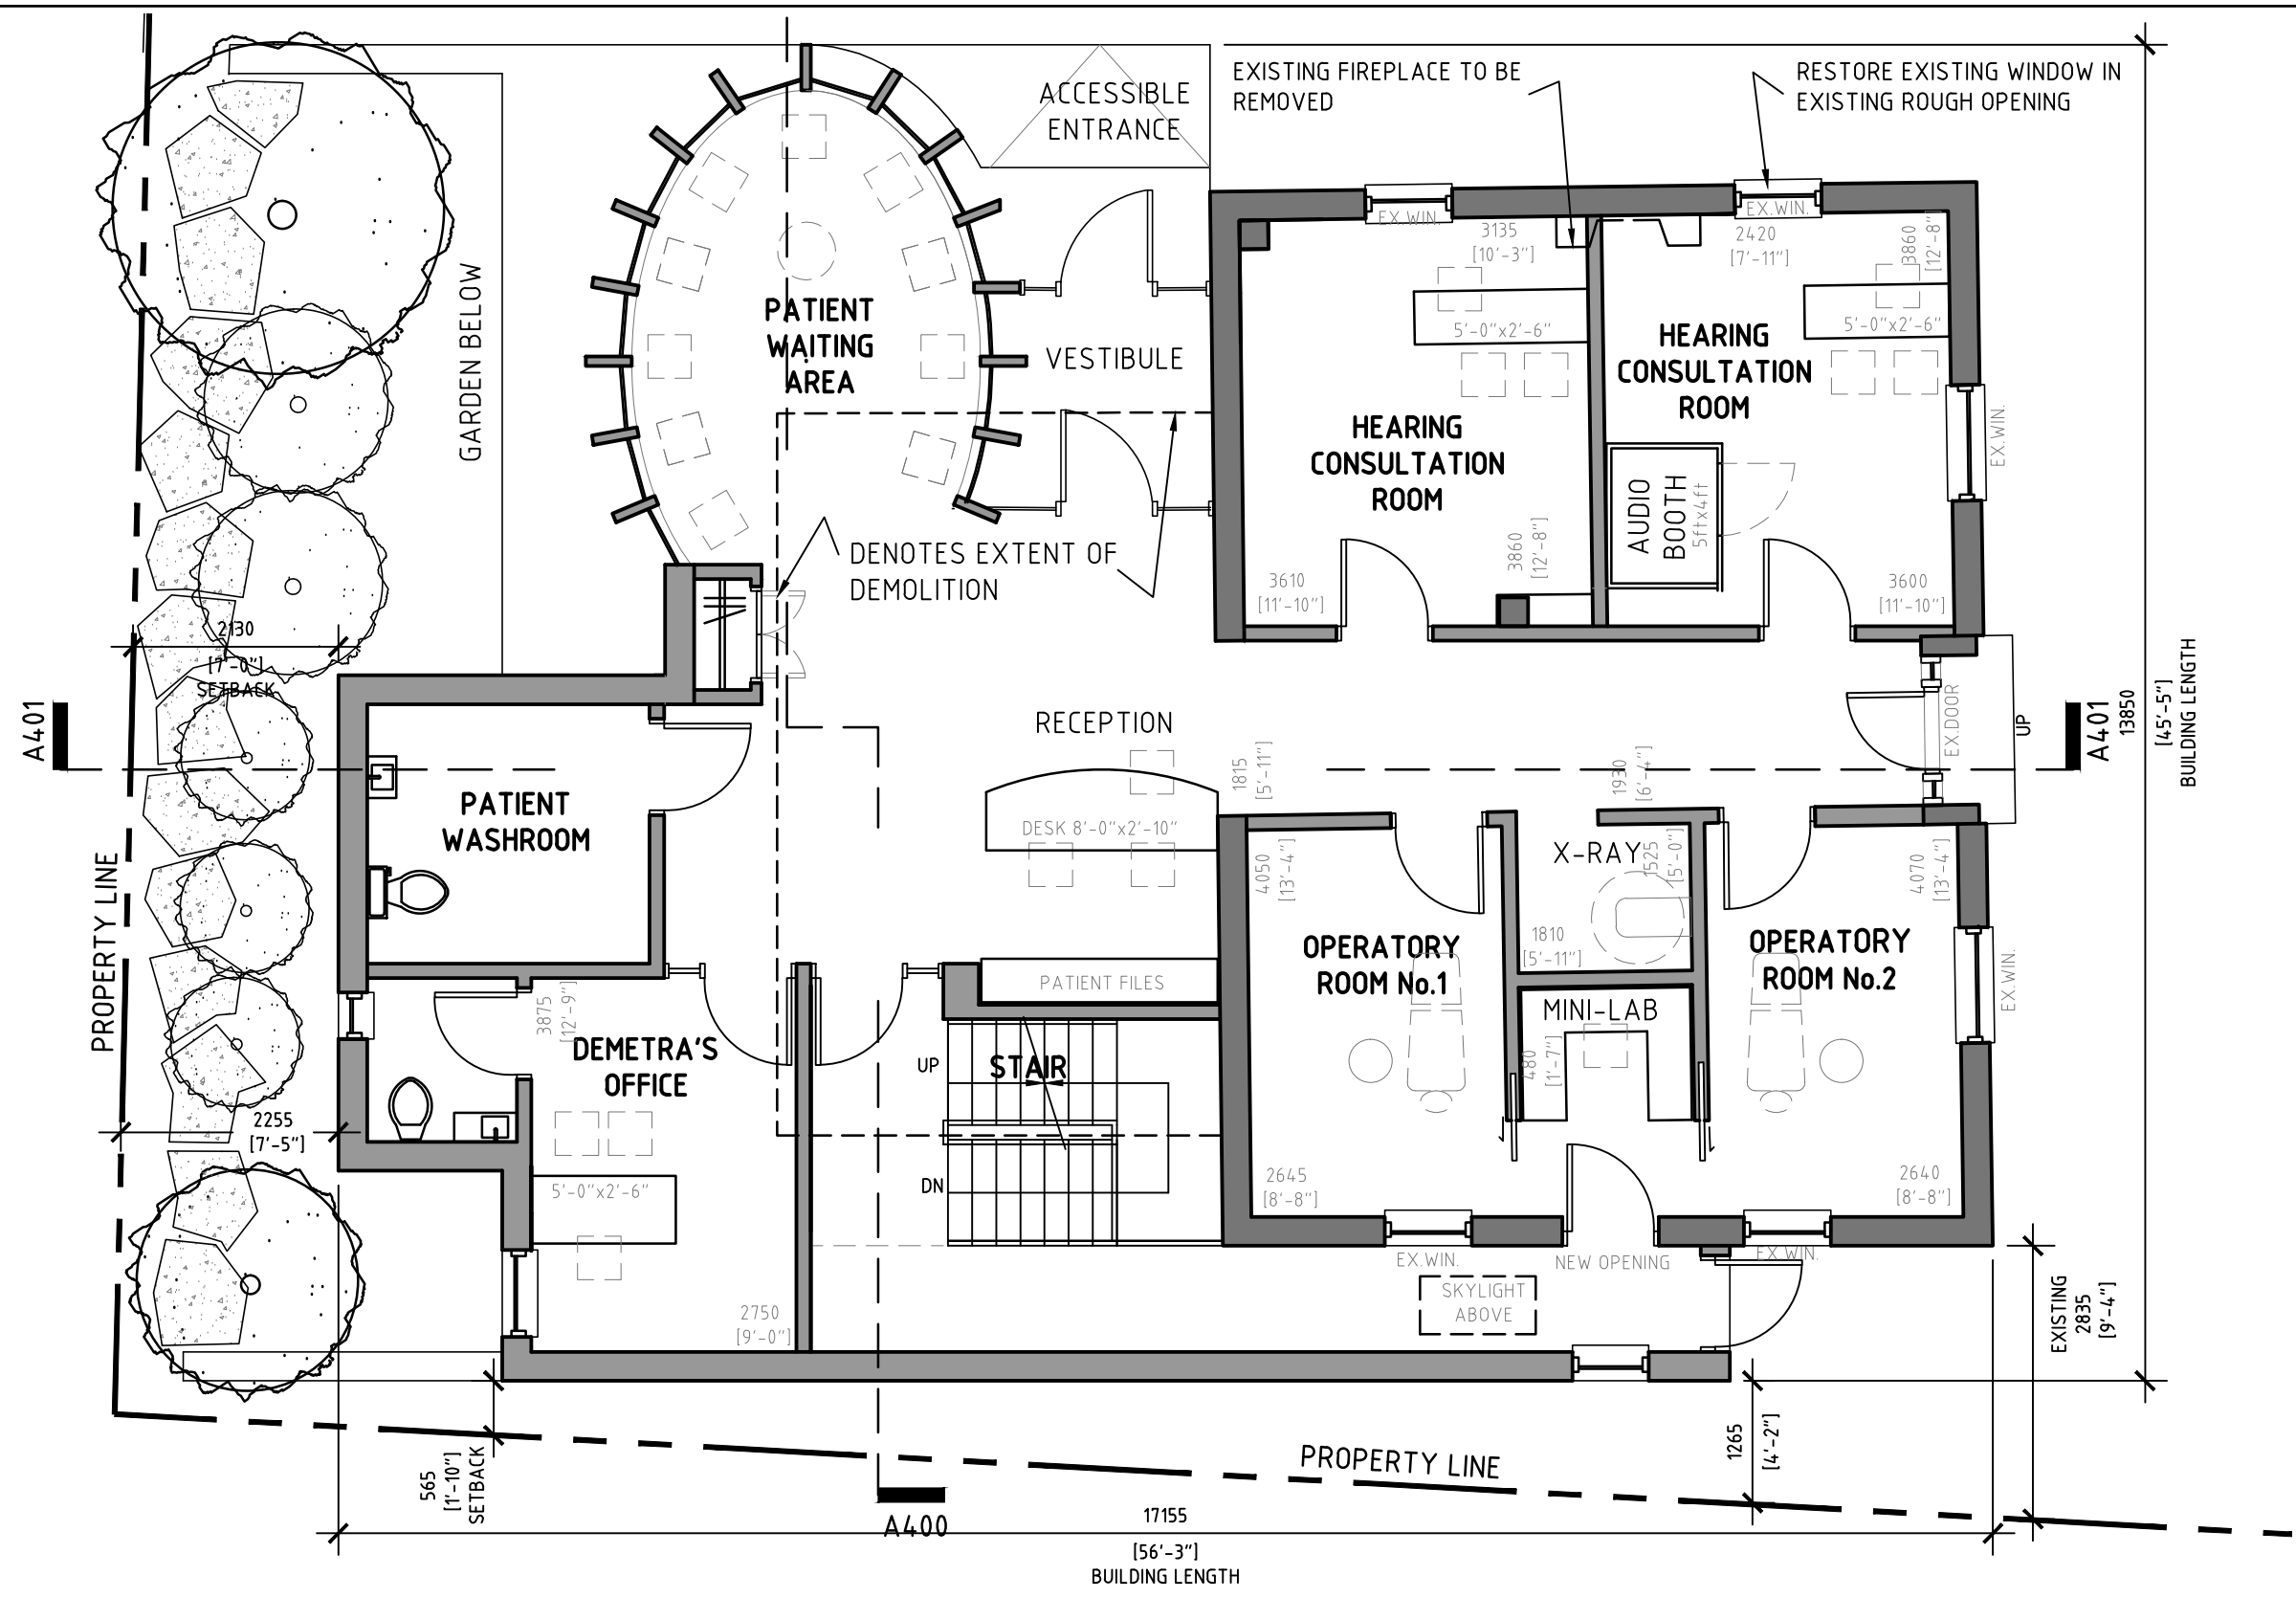 EXISTING FIREPLACE TO BE
REMOVED
RESTORE EXISTING WINDOW IN
EXISTING ROUGH OPENING
ACCESSIBLE
ENTRANCE
GARDEN BELOW
PATIENT
WAITING
AREA
VESTIBULE
EX.WIN.
3135
[10'-3"]
EX.WIN.
2420
[7'-11"]
3860
[12'-8"]
5'-0"x2'-6"
5'-0"x2'-6"
HEARING
CONSULTATION
ROOM
HEARING
CONSULTATION
ROOM
EX.WIN.
AUDIO
BOOTH
5ftx4ft
DENOTES EXTENT OF
DEMOLITION
3860
[12'-8"]
3610
[11'-10"]
3600
[11'-10"]
2130
[7'-0"]
SETBACK
A401
RECEPTION
1815
[5'-11"]
1930
[6'-4"]
EX.DOOR
UP
A401
13850
[45'-5"]
BUILDING LENGTH
PATIENT
WASHROOM
DESK 8'-0"x2'-10"
4050
[13'-4"]
X-RAY
1525
[5'-0"]
4070
[13'-4"]
1810
[5'-11"]
PROPERTY LINE
PATIENT FILES
OPERATORY
ROOM No.1
OPERATORY
ROOM No.2
EX.WIN.
MINI-LAB
480
[1'-7"]
3875
[12'-9"]
DEMETRA'S
OFFICE
UP
STAIR
DN
2255
[7'-5"]
5'-0"x2'-6"
2645
[8'-8"]
2640
[8'-8"]
EX.WIN.
NEW OPENING
EX.WIN.
SKYLIGHT
ABOVE
2750
[9'-0"]
EXISTING
2835
[9'-4"]
565
[1'-10"]
SETBACK
PROPERTY LINE
1265
[4'-2"]
A400
17155
[56'-3"]
BUILDING LENGTH